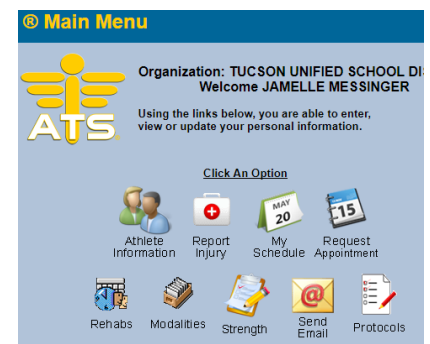 ® Main Menu
Organization: TUCSON UNIFIED SCHOOL DI
Welcome JAMELLE MESSINGER
Using the links below, you are able to enter,
view or update your personal information.
ATS
Click An Option
MAY
20
15
Athlete Information
Report Injury
My Schedule
Request Appointment
Rehabs
Modalities
Strength
Send Email
Protocols